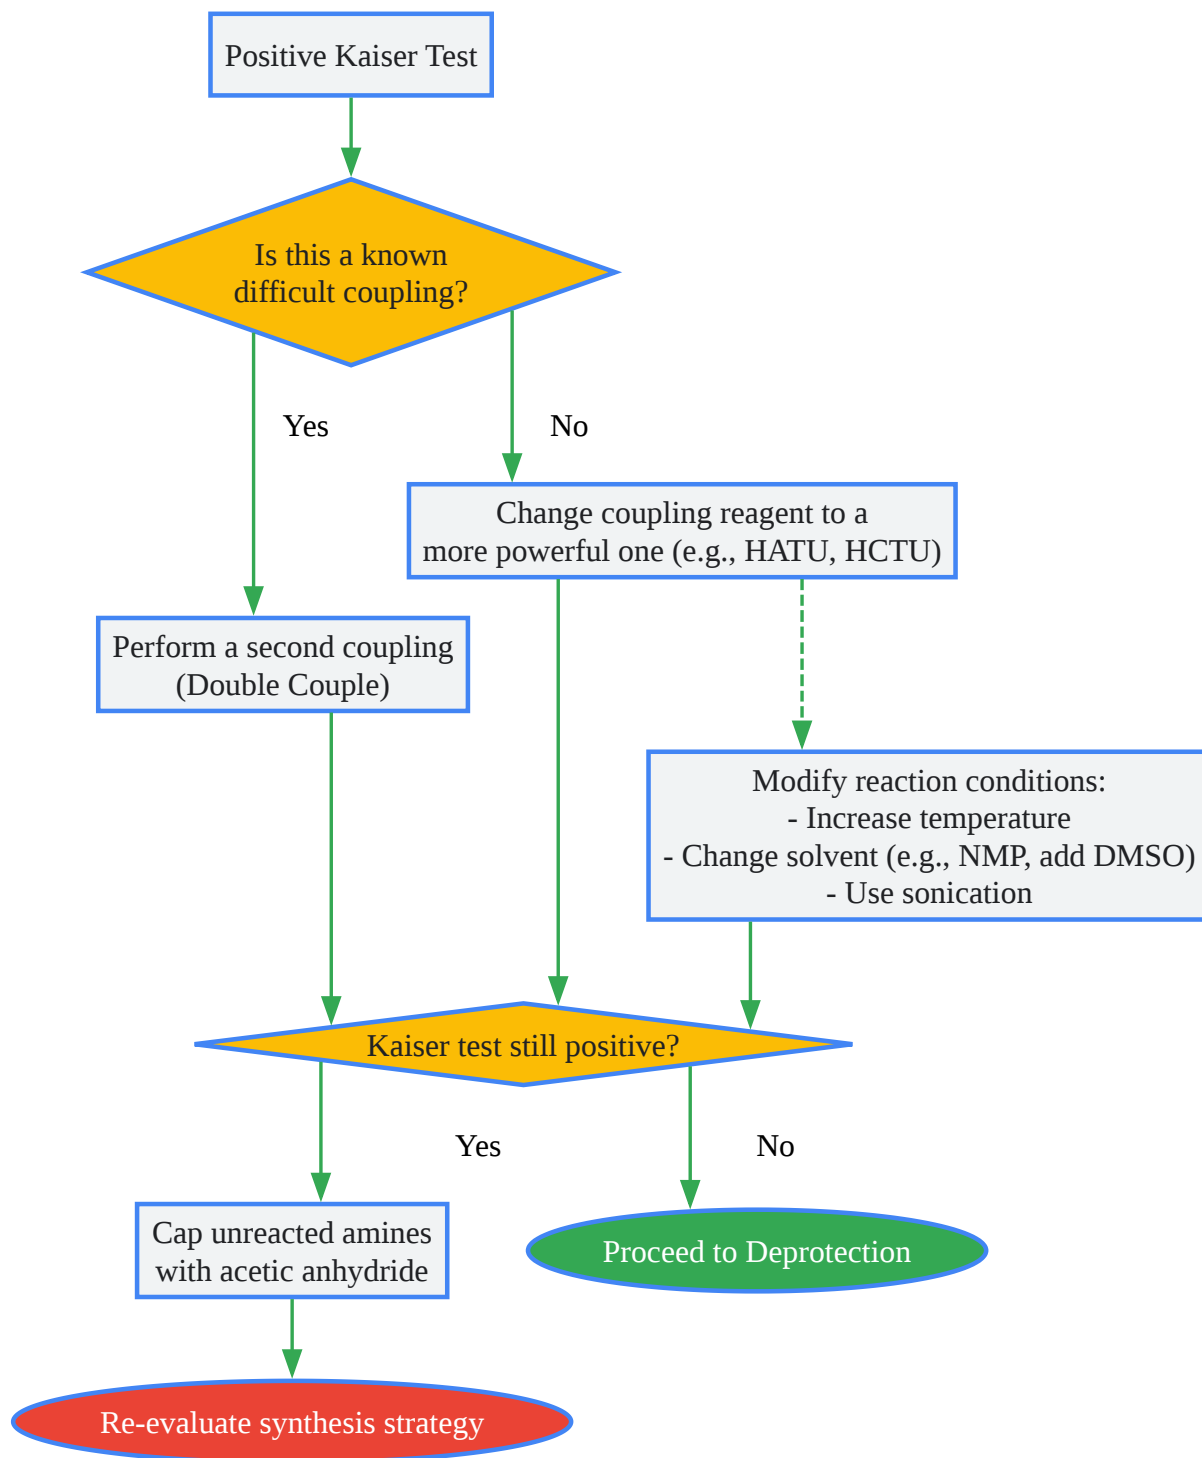 Positive Kaiser Test
Is this a known
difficult coupling?
Yes
No
Change coupling reagent to a
more powerful one (e.g., HATU, HCTU)
Perform a second coupling
(Double Couple)
Modify reaction conditions:
- Increase temperature
- Change solvent (e.g., NMP, add DMSO)
- Use sonication
Kaiser test still positive?
Yes
No
Cap unreacted amines
with acetic anhydride
Proceed to Deprotection
Re-evaluate synthesis strategy